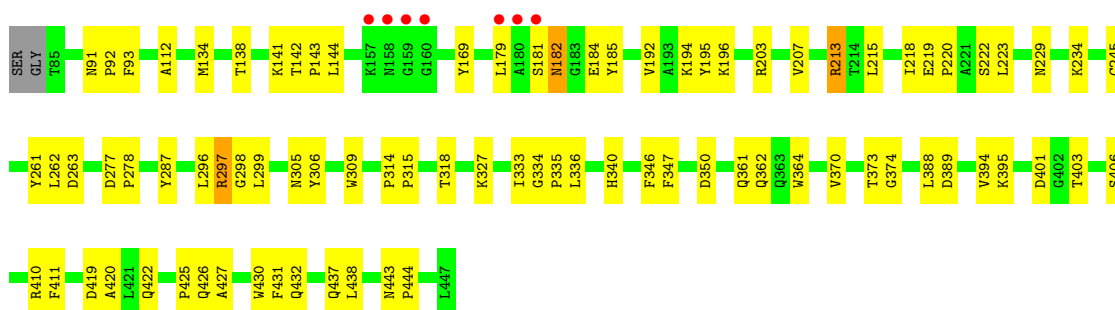 SER GLY T85 N91 P92 F93 A112 M134 T138 K141 T142 P143 L144 K157 N158 G159 G160 Y169 L179 A180 S181 N182 G183 E184 Y185 V192 A193 K194 Y195 K196 R203 V207 R213 T214 L215 I218 E219 P220 A221 S222 L223 N229 K234
Y261 L262 D263 D277 P278 Y287 L296 R297 G298 L299 N305 Y306 W309 P314 P315 T318 K327 I333 G334 P335 L336 H340 F346 F347 D350 Q361 Q362 Q363 W364 V370 T373 G374 L388 D389 V394 K395 D401 G402 T403
R410 F411 D419 A420 L421 Q422 P425 Q426 A427 W430 F431 Q432 Q437 L438 N443 P444 L447